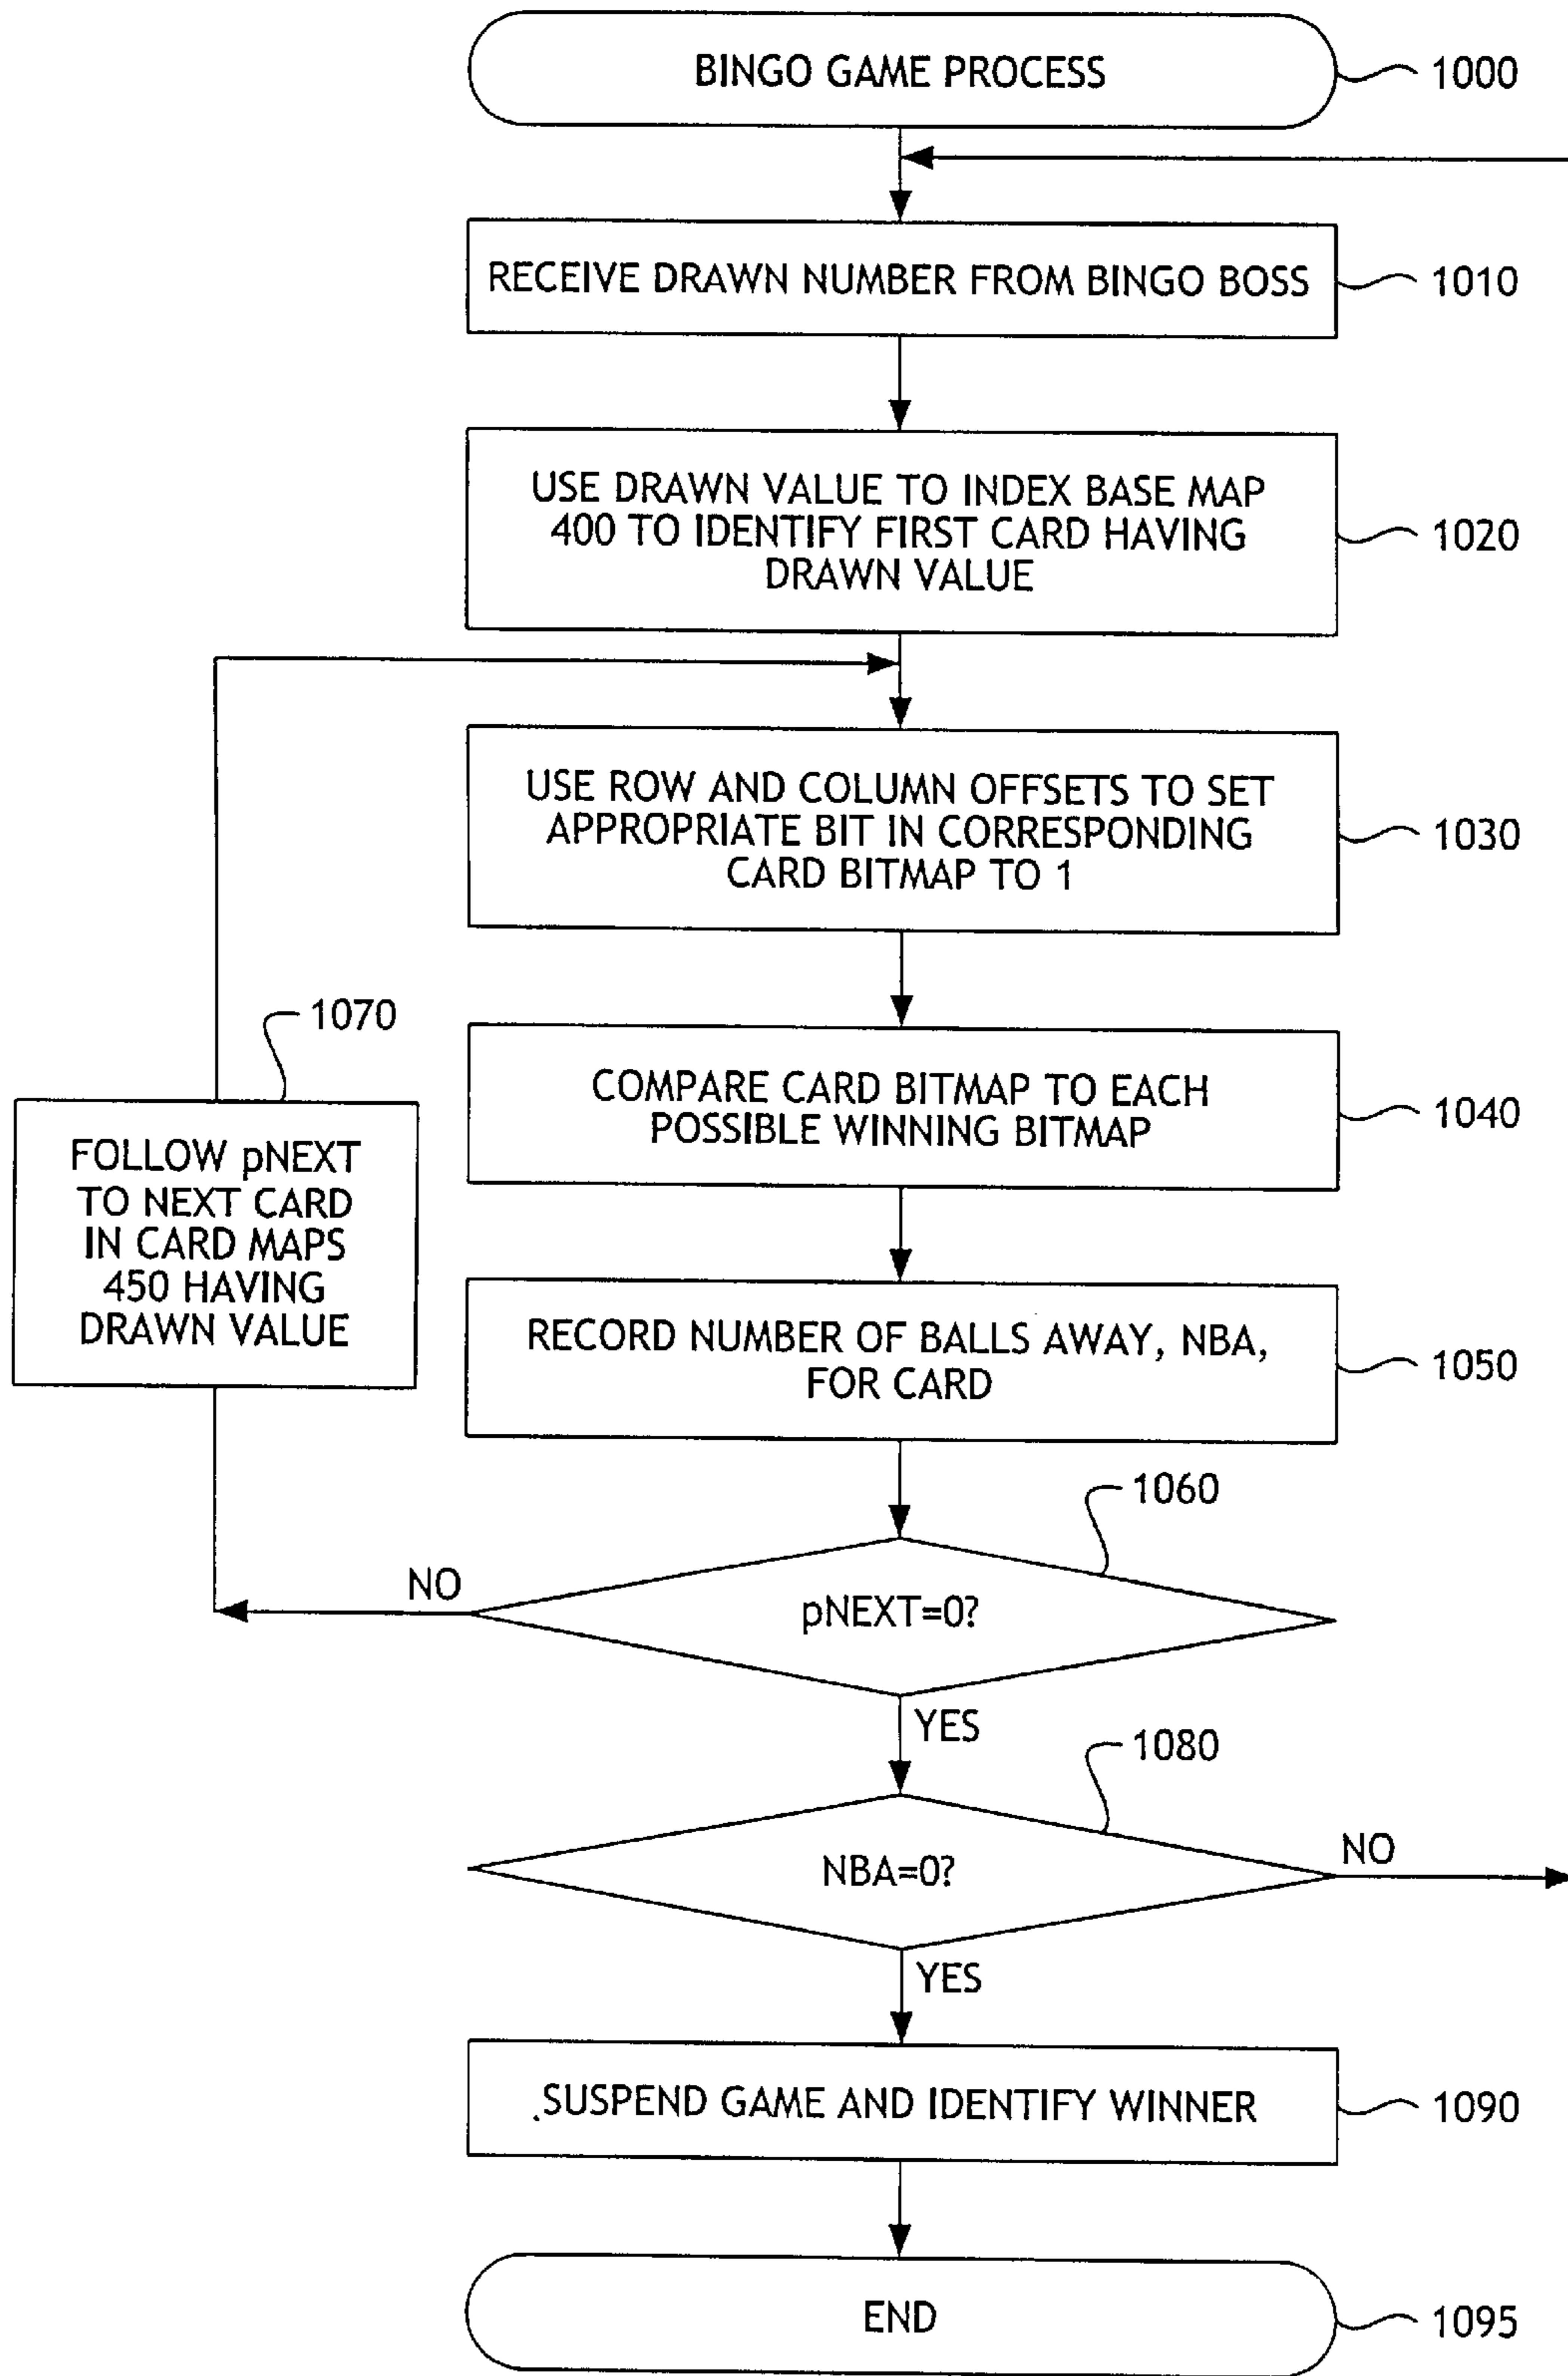 BINGO GAME PROCESS
1000
RECEIVE DRAWN NUMBER FROM BINGO BOSS
1010
USE DRAWN VALUE TO INDEX BASE MAP
400 TO IDENTIFY FIRST CARD HAVING
DRAWN VALUE
1020
USE ROW AND COLUMN OFFSETS TO SET
APPROPRIATE BIT IN CORRESPONDING
CARD BITMAP TO 1
1030
1070
FOLLOW pNEXT
TO NEXT CARD
IN CARD MAPS
450 HAVING
DRAWN VALUE
COMPARE CARD BITMAP TO EACH
POSSIBLE WINNING BITMAP
1040
RECORD NUMBER OF BALLS AWAY, NBA,
FOR CARD
1050
1060
NO
pNEXT=0?
YES
1080
NBA=0?
NO
YES
SUSPEND GAME AND IDENTIFY WINNER
1090
END
1095